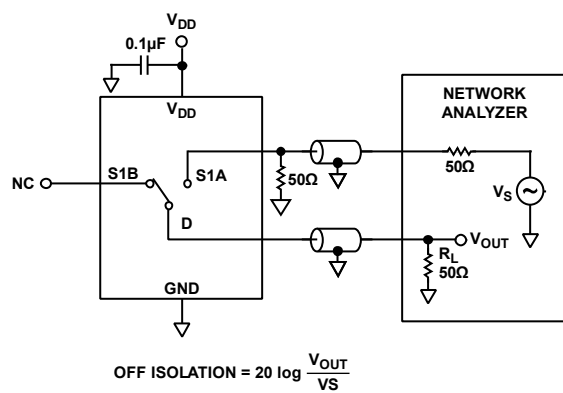 VDD
0.1µF
VDD
NETWORK
ANALYZER
NC
S1B
S1A
50Ω
50Ω
VS
D
VOUT
RL
50Ω
GND
OFF ISOLATION = 20 log VOUT
VS